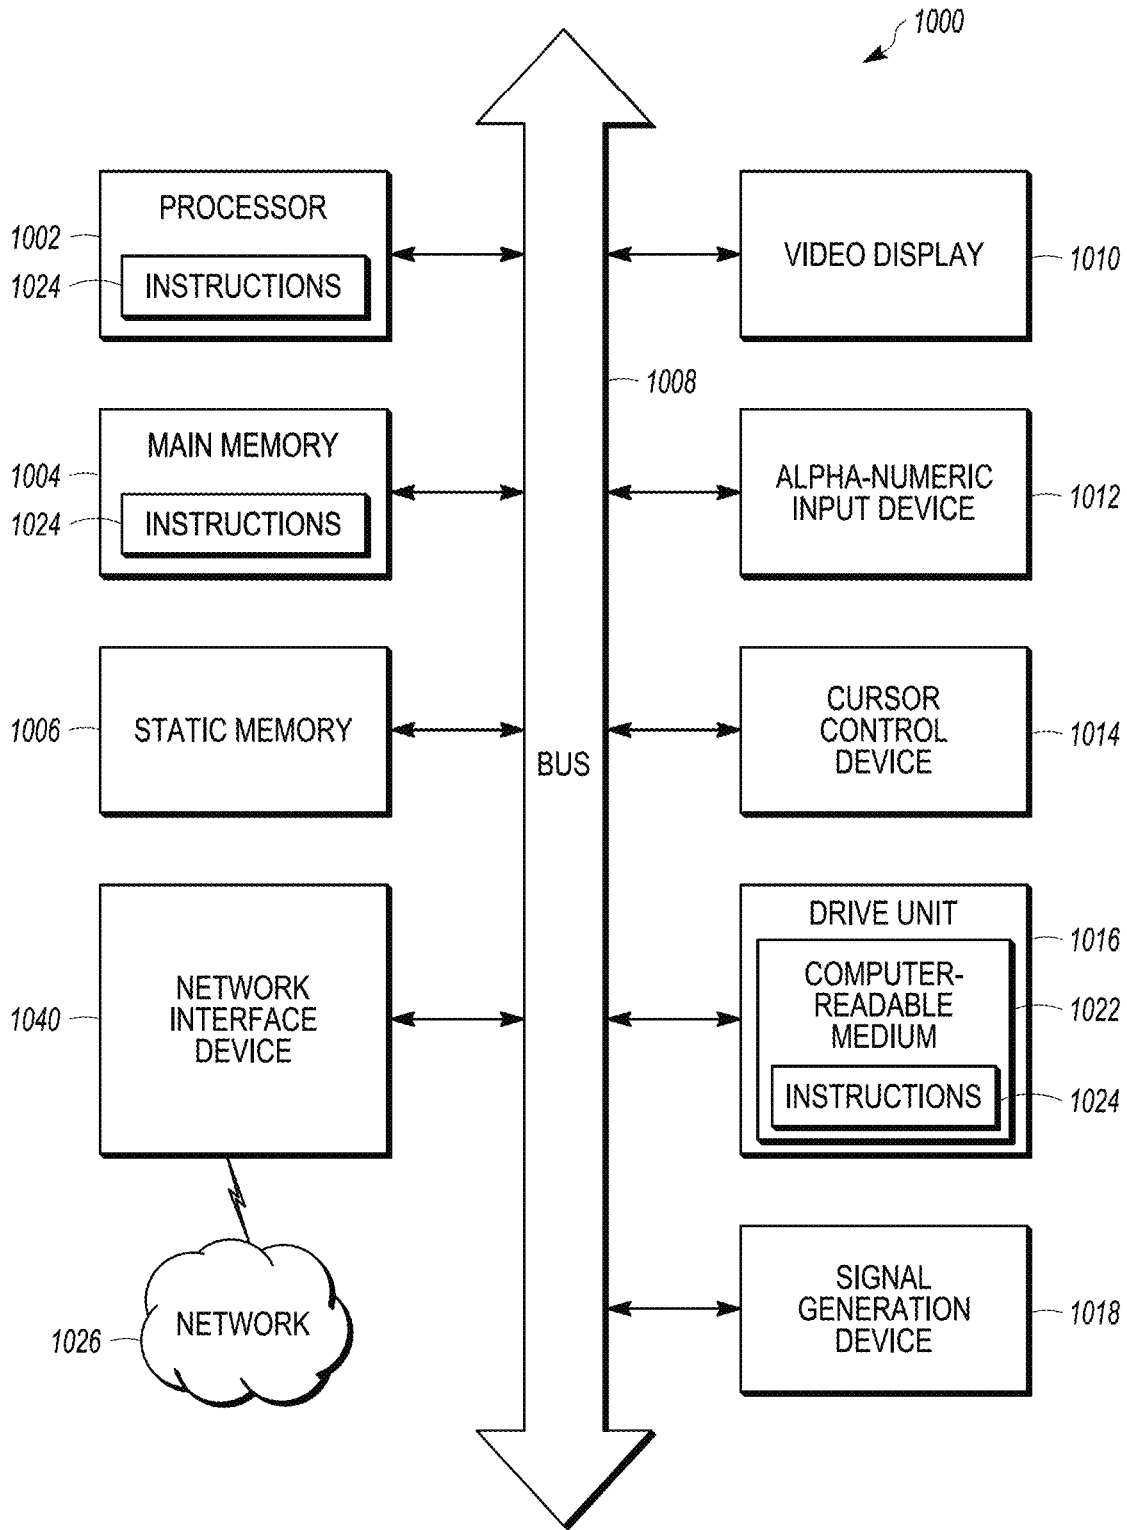 1000
PROCESSOR
1002
INSTRUCTIONS
1024
VIDEO DISPLAY
1010
1008
MAIN MEMORY
1004
INSTRUCTIONS
1024
ALPHA-NUMERIC
INPUT DEVICE
1012
STATIC MEMORY
1006
BUS
CURSOR
CONTROL
DEVICE
1014
NETWORK
INTERFACE
DEVICE
1040
DRIVE UNIT
1016
COMPUTER-
READABLE
MEDIUM
1022
INSTRUCTIONS
1024
NETWORK
1026
SIGNAL
GENERATION
DEVICE
1018